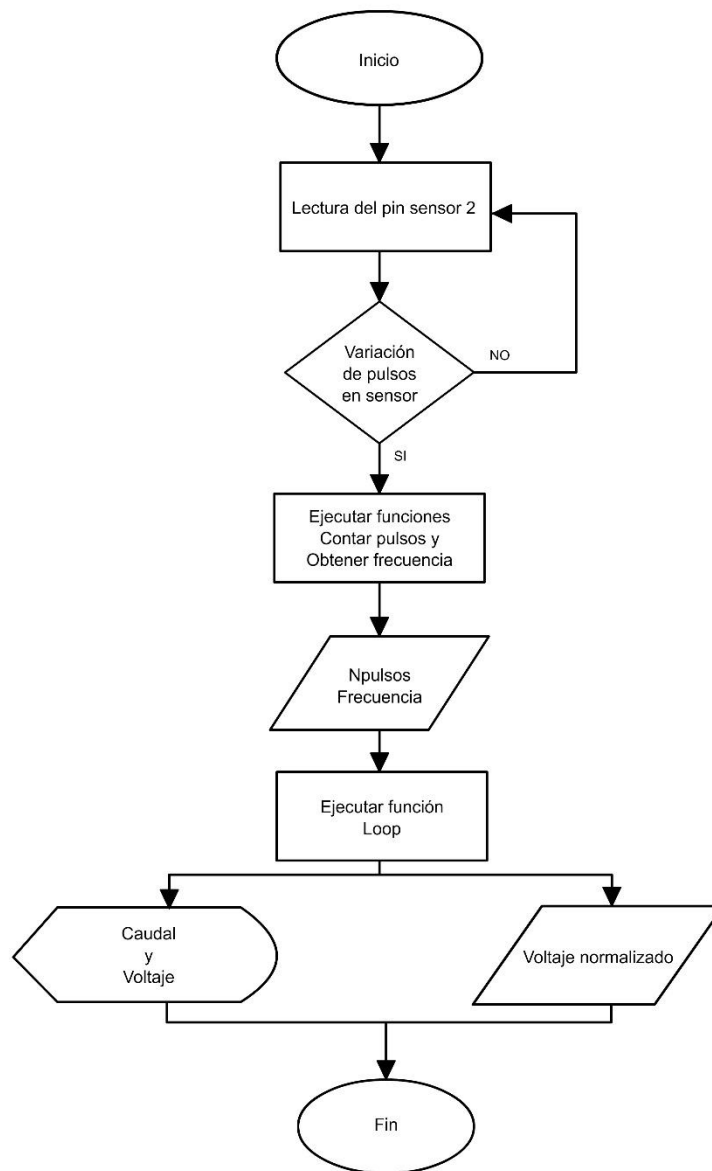 Inicio
Lectura del pin sensor 2
Variación
de pulsos
en sensor
NO
SI
Ejecutar funciones
Contar pulsos y
Obtener frecuencia
Npulsos
Frecuencia
Ejecutar función
Loop
Caudal
y
Voltaje
Voltaje normalizado
Fin